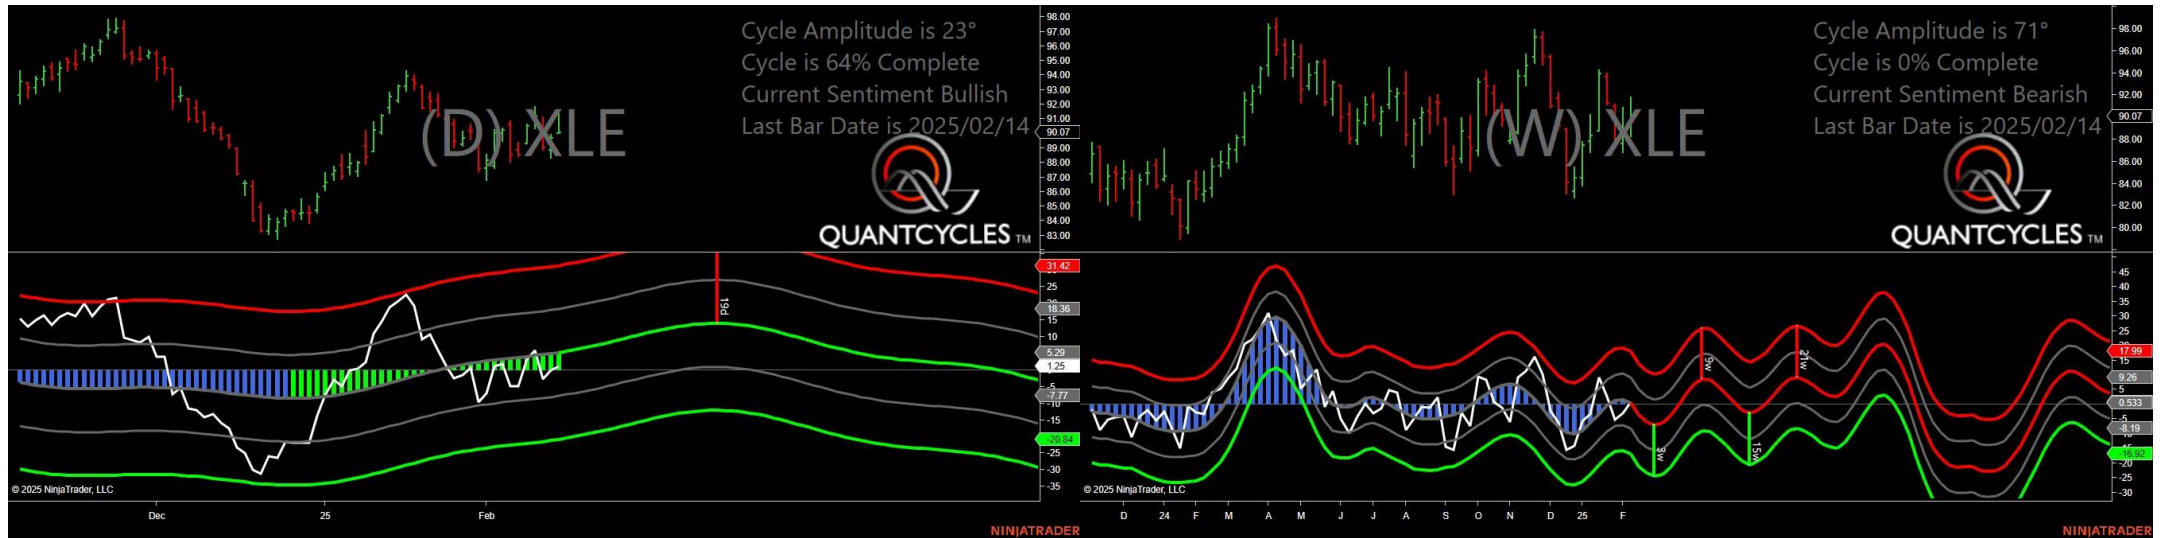 Cycle Amplitude is 23°
Cycle is 64% Complete
Current Sentiment Bullish
Last Bar Date is 2025/02/14
(D) XLE
QUANTCYCLES TM
98.00
97.00
96.00
95.00
94.00
93.00
92.00
91.00
90.07
89.00
88.00
87.00
86.00
85.00
84.00
83.00
19d
31.42
25
18.36
15
10
5.29
1.25
-5
-7.77
-10
-15
-20.84
-25
-30
-35
© 2025 NinjaTrader, LLC
Dec
25
Feb
NINJATRADER
Cycle Amplitude is 71°
Cycle is 0% Complete
Current Sentiment Bearish
Last Bar Date is 2025/02/14
(W) XLE
QUANTCYCLES TM
98.00
96.00
94.00
92.00
90.07
88.00
86.00
84.00
82.00
80.00
9w
21w
3w
15w
45
40
35
30
25
20
17.99
9.26
5
0.533
-5
-8.19
-16.92
-20
-25
-30
© 2025 NinjaTrader, LLC
D 24 F M A M J J A S O N D 25 F
NINJATRADER